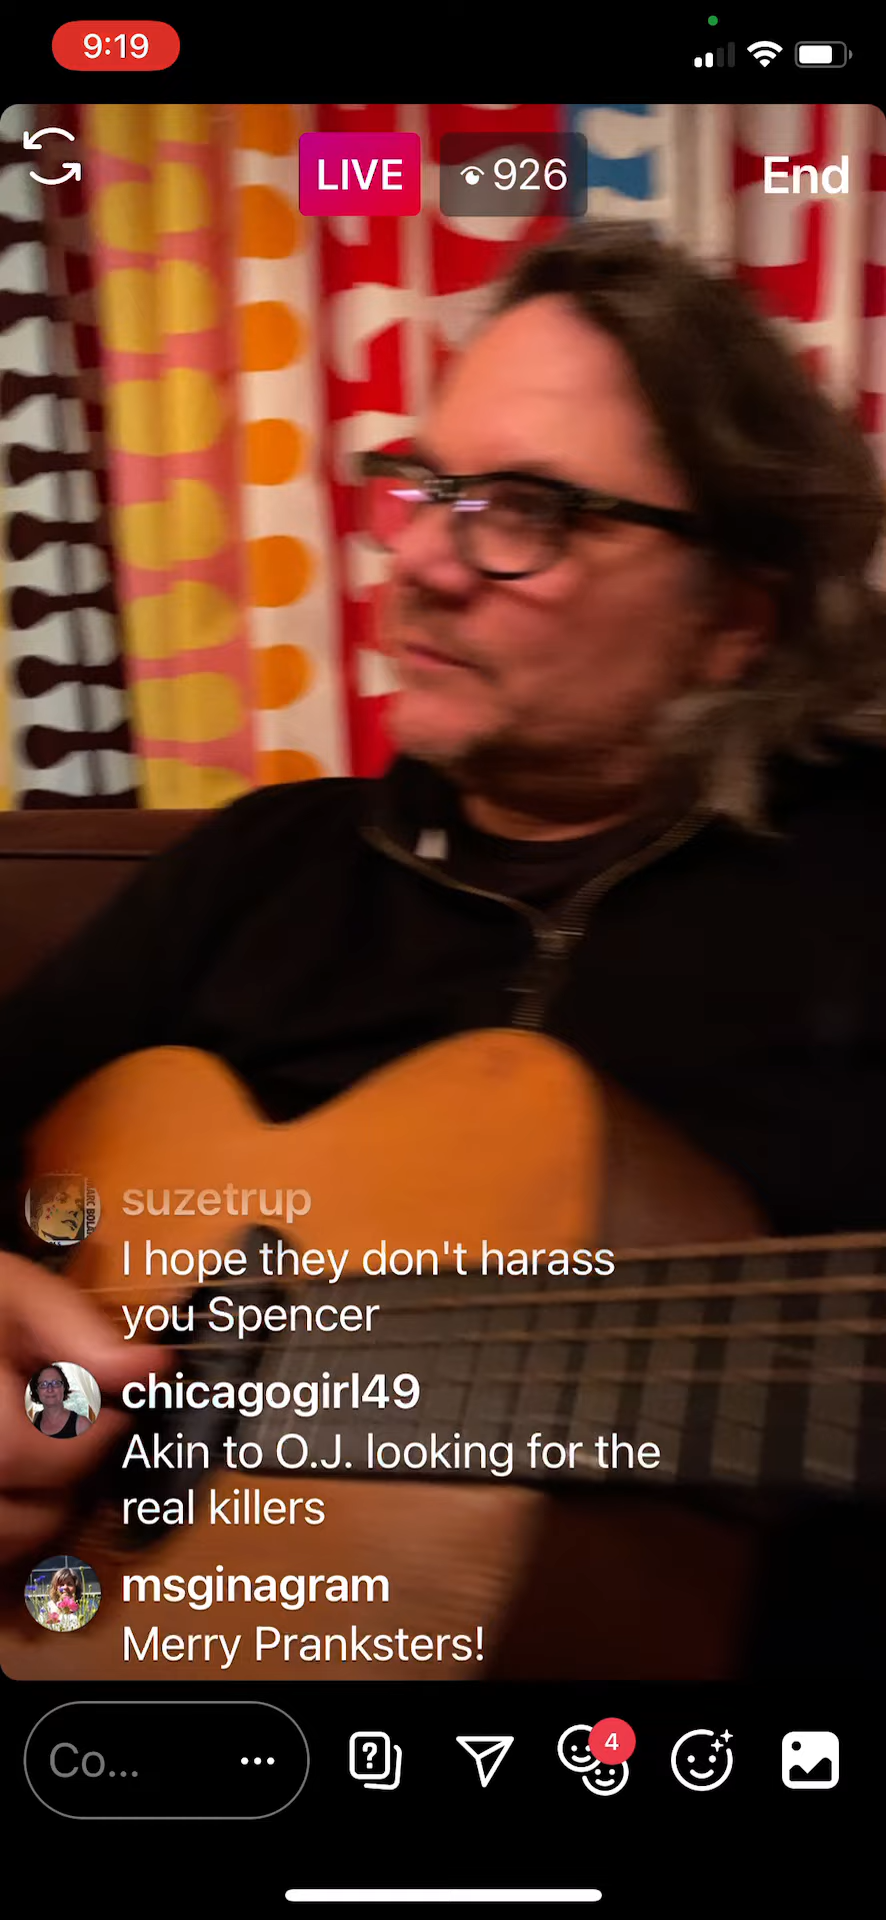 9:19
LIVE
926
End
suzetrup
I hope they don't harass
you Spencer
chicagogirl49
Akin to O.J. looking for the
real killers
msginagram
Merry Pranksters!
Co...
...
?
4